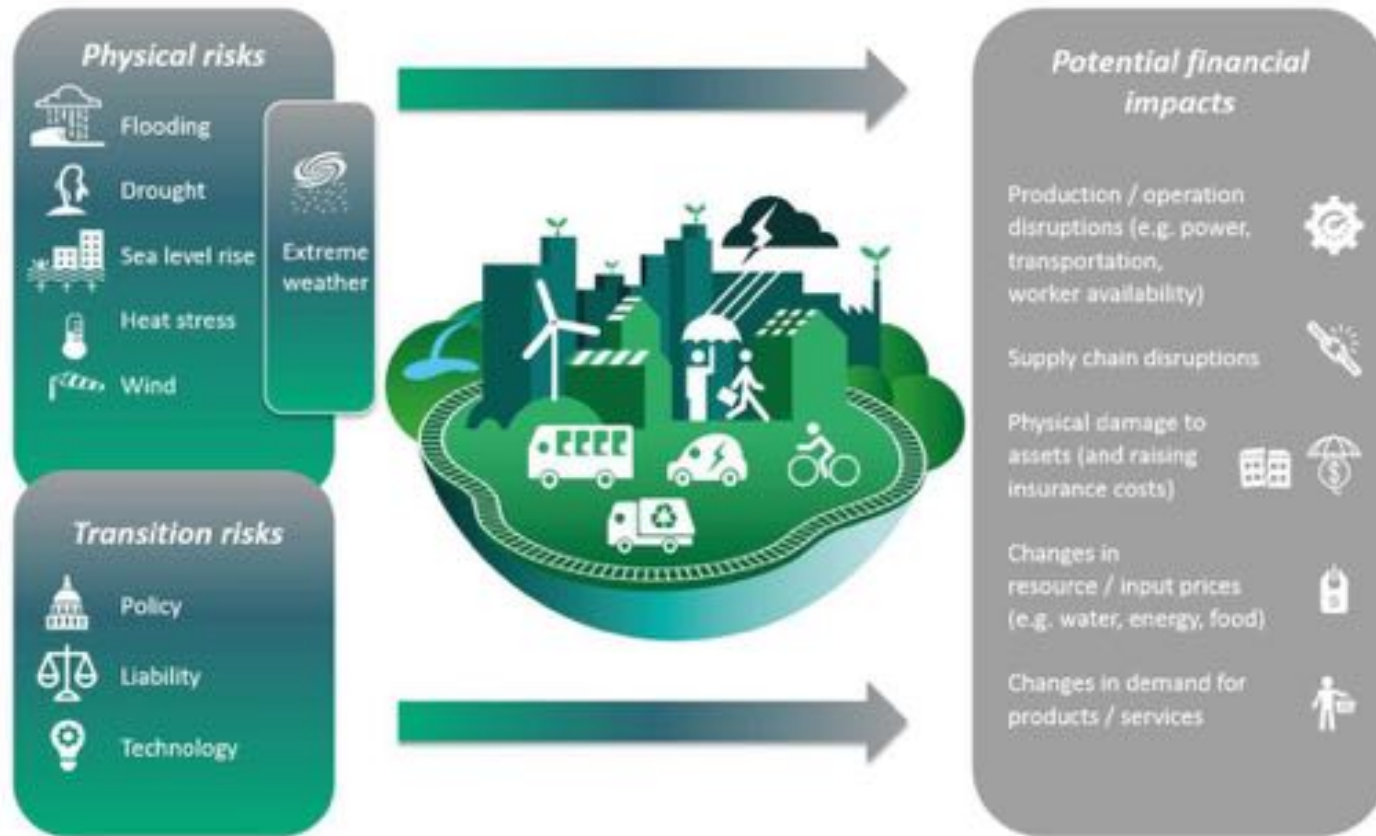 Physical risks
Flooding
Drought
Sea level rise
Heat stress
Wind
Extreme
weather
Transition risks
Policy
Liability
Technology
Potential financial
impacts
Production / operation
disruptions (e.g. power,
transportation,
worker availability)
Supply chain disruptions
Physical damage to
assets (and raising
insurance costs)
$
Changes in
resource / input prices
(e.g. water, energy, food)
Changes in demand for
products / services